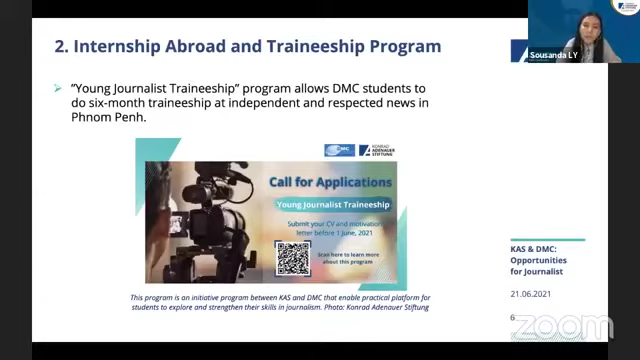 2. Internship Abroad and Traineeship Program
Sousanda LY
"Young Journalist Traineeship" program allows DMC students to
do six-month traineeship at independent and respected news in
Phnom Penh.
KONRAD
ADENAUER
STIFTUNG
Call for Applications
Young Journalist Traineeship
Submit your CV and motivation
letter before 1 June, 2021
Scan here to learn more
about this program
This program is an initiative program between KAS and DMC that enable practical platform for
students to explore and strengthen their skills in journalism. Photo: Konrad Adenauer Stiftung
KAS & DMC:
Opportunities
for Journalist
21.06.2021
6
zoom